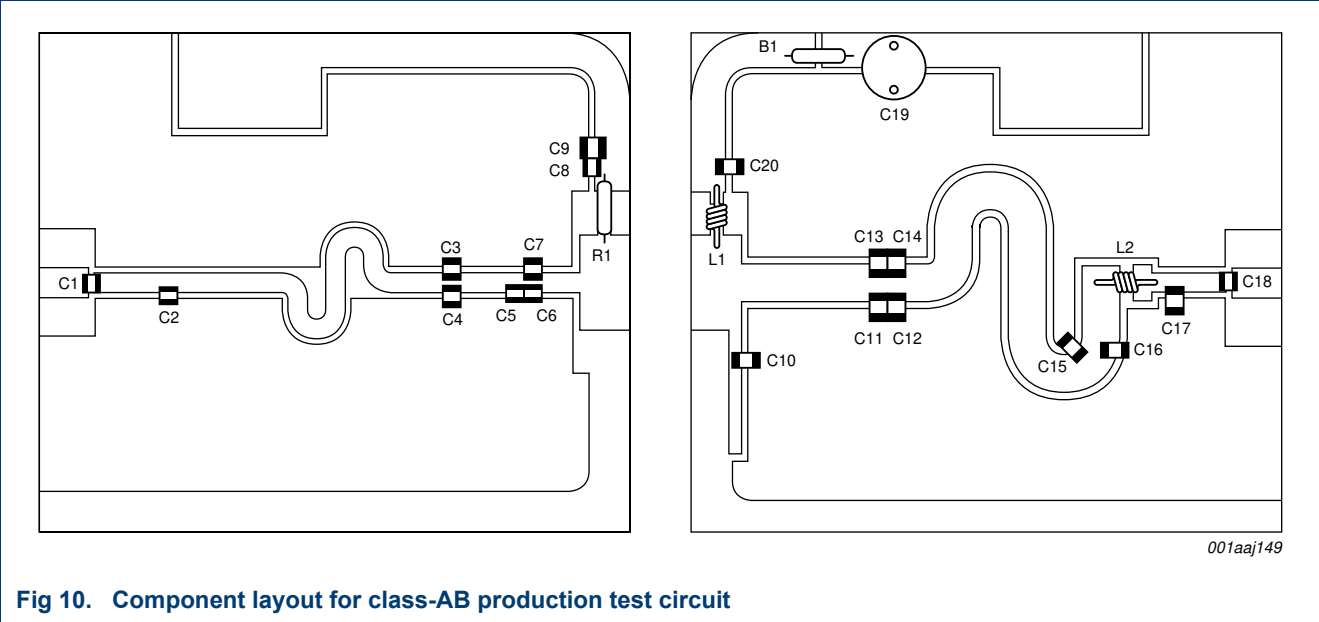 B1
C19
C9
C8
C20
R1
L1
C13 C14
C3
C7
L2
C1
C18
C2
C4
C5
C6
C17
C11 C12
C16
C10
C15
001aaj149
Fig 10. Component layout for class-AB production test circuit